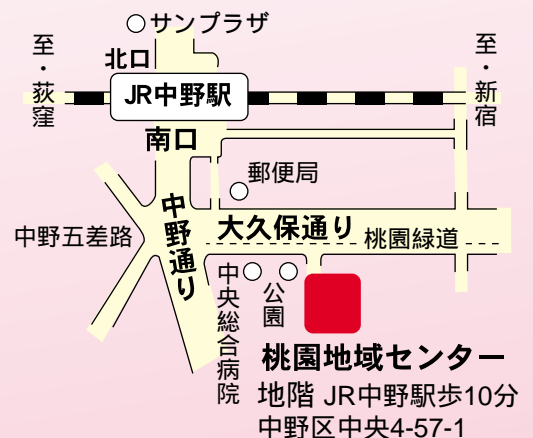 サンプラザ
北口
至・荻窪
JR中野駅
至・新宿
南口
郵便局
中野通り
大久保通り
桃園緑道
中野五差路
中央総合病院
公園
桃園地域センター
地階 JR中野駅歩10分
中野区中央4-57-1